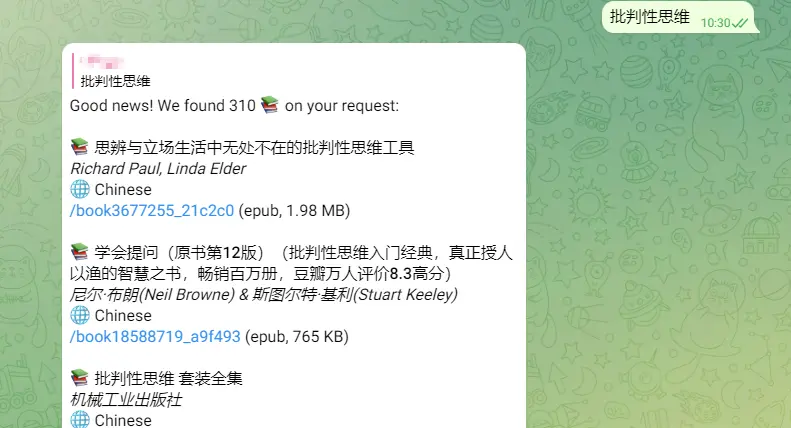 批判性思维
10:30
批判性思维
Good news! We found 310 📚 on your request:
📚 思辨与立场生活中无处不在的批判性思维工具
Richard Paul, Linda Elder
🌐 Chinese
/book3677255_21c2c0 (epub, 1.98 MB)
📚 学会提问（原书第12版）（批判性思维入门经典，真正授人
以渔的智慧之书，畅销百万册，豆瓣万人评价8.3高分）
尼尔·布朗(Neil Browne) & 斯图尔特·基利(Stuart Keeley)
🌐 Chinese
/book18588719_a9f493 (epub, 765 KB)
📚 批判性思维 套装全集
机械工业出版社
🌐 Chinese